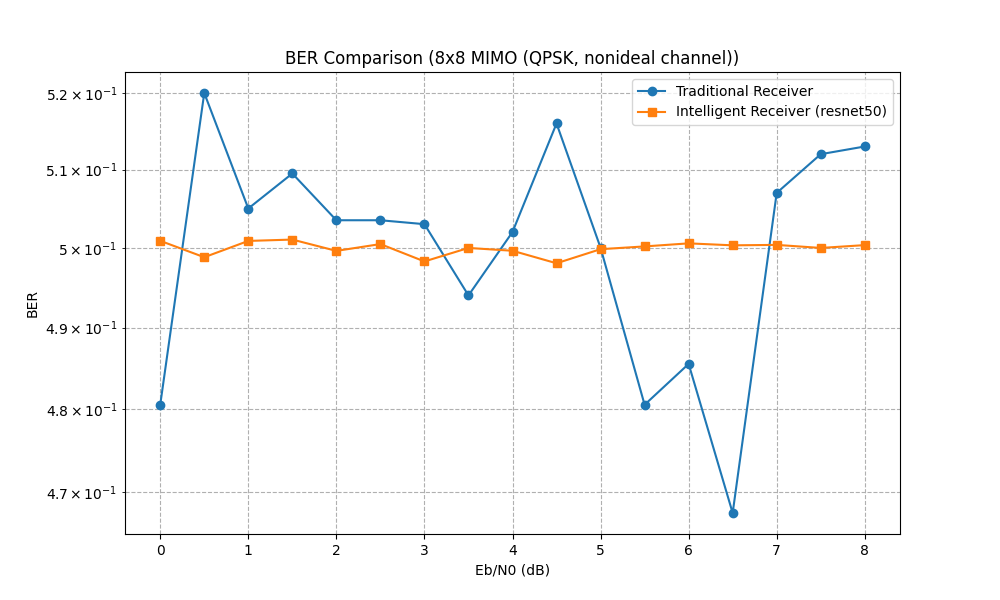 BER Comparison (8x8 MIMO (QPSK, nonideal channel))
Traditional Receiver
Intelligent Receiver (resnet50)
5.2 × 10⁻¹
5.1 × 10⁻¹
5 × 10⁻¹
4.9 × 10⁻¹
4.8 × 10⁻¹
4.7 × 10⁻¹
BER
0 1 2 3 4 5 6 7 8
Eb/N0 (dB)